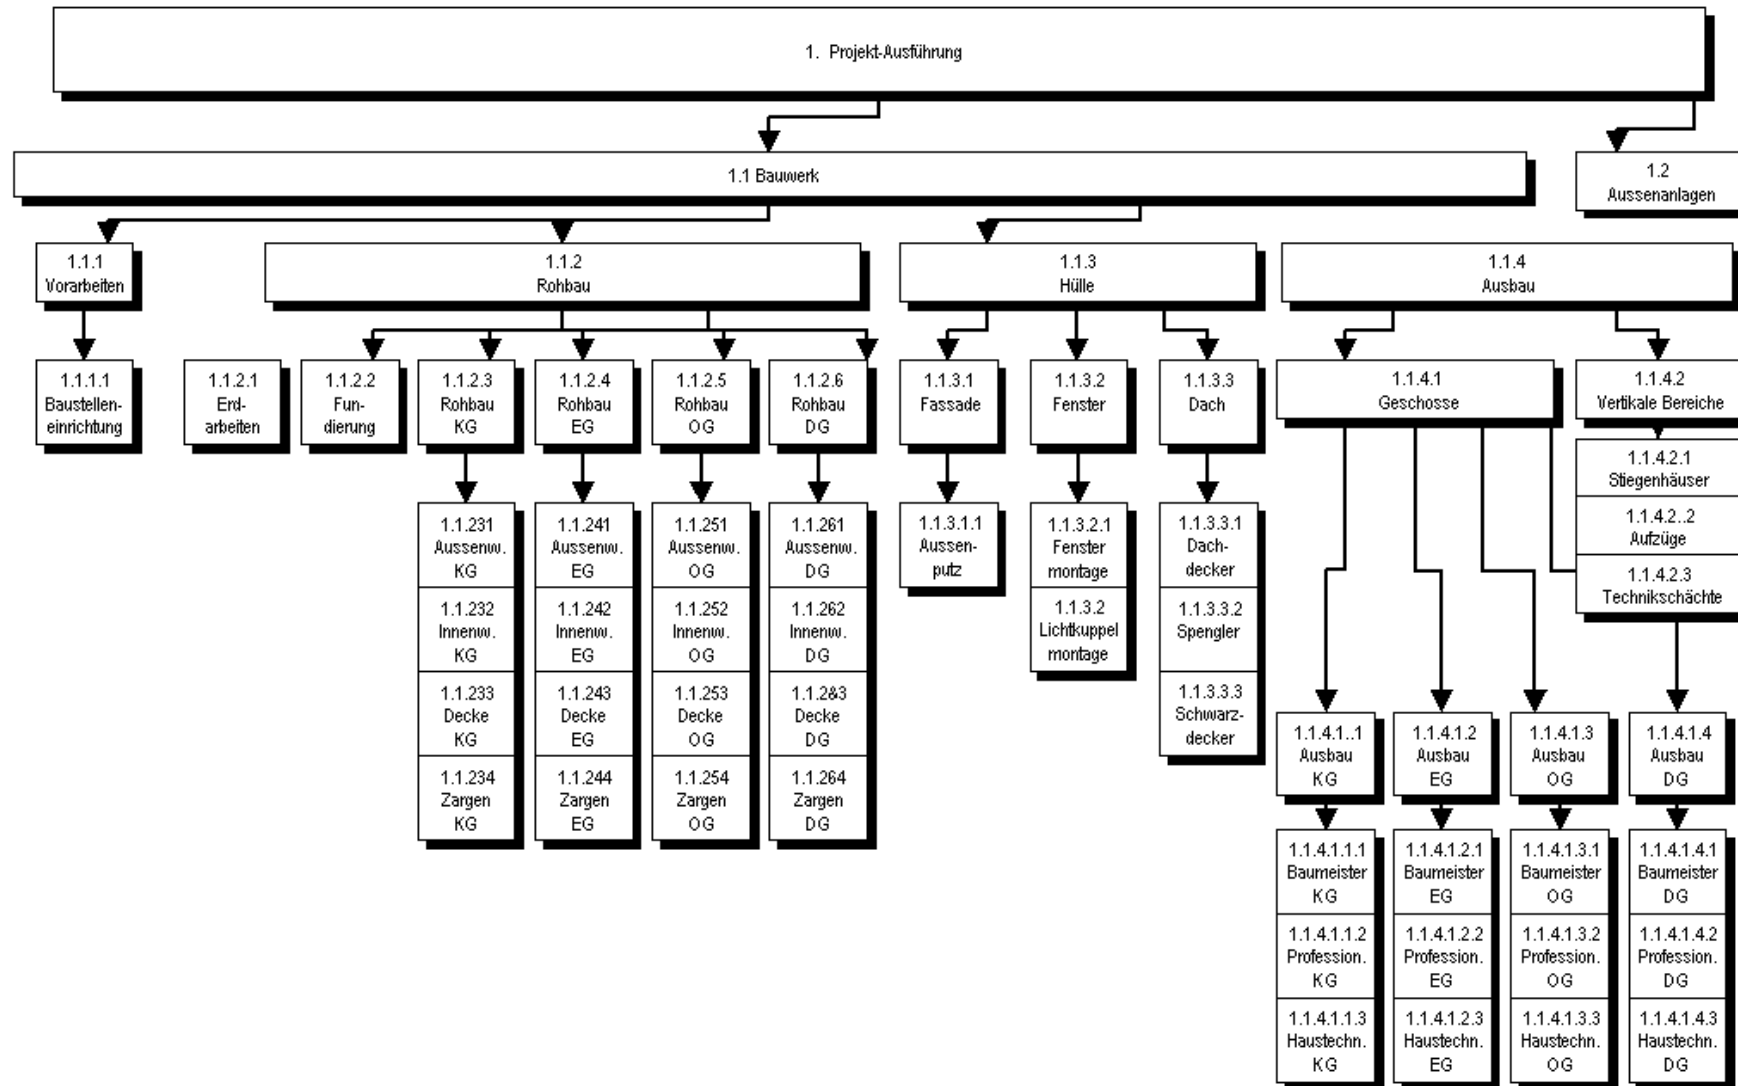 1. Projekt-Ausführung
1.1 Bauwerk
1.2
Aussenanlagen
1.1.1
Vorarbeiten
1.1.2
Rohbau
1.1.3
Hülle
1.1.4
Ausbau
1.1.1.1
Baustellen-
einrichtung
1.1.2.1
Erd-
arbeiten
1.1.2.2
Fun-
dierung
1.1.2.3
Rohbau
KG
1.1.2.4
Rohbau
EG
1.1.2.5
Rohbau
OG
1.1.2.6
Rohbau
DG
1.1.3.1
Fassade
1.1.3.2
Fenster
1.1.3.3
Dach
1.1.4.1
Geschosse
1.1.4.2
Vertikale Bereiche
1.1.4.2.1
Stiegenhäuser
1.1.4.2..2
Aufzüge
1.1.4.2.3
Technikschächte
1.1.231
Aussenw.
KG
1.1.232
Innenw.
KG
1.1.233
Decke
KG
1.1.234
Zargen
KG
1.1.241
Aussenw.
EG
1.1.242
Innenw.
EG
1.1.243
Decke
EG
1.1.244
Zargen
EG
1.1.251
Aussenw.
OG
1.1.252
Innenw.
OG
1.1.253
Decke
OG
1.1.254
Zargen
OG
1.1.261
Aussenw.
DG
1.1.262
Innenw.
DG
1.1.2&3
Decke
DG
1.1.264
Zargen
DG
1.1.3.1.1
Aussen-
putz
1.1.3.2.1
Fenster
montage
1.1.3.2
Lichtkuppel
montage
1.1.3.3.1
Dach-
decker
1.1.3.3.2
Spengler
1.1.3.3.3
Schwarz-
decker
1.1.4.1..1
Ausbau
KG
1.1.4.1.2
Ausbau
EG
1.1.4.1.3
Ausbau
OG
1.1.4.1.4
Ausbau
DG
1.1.4.1.1.1
Baumeister
KG
1.1.4.1.1.2
Profession.
KG
1.1.4.1.1.3
Haustechn.
KG
1.1.4.1.2.1
Baumeister
EG
1.1.4.1.2.2
Profession.
EG
1.1.4.1.2.3
Haustechn.
EG
1.1.4.1.3.1
Baumeister
OG
1.1.4.1.3.2
Profession.
OG
1.1.4.1.3.3
Haustechn.
OG
1.1.4.1.4.1
Baumeister
DG
1.1.4.1.4.2
Profession.
DG
1.1.4.1.4.3
Haustechn.
DG